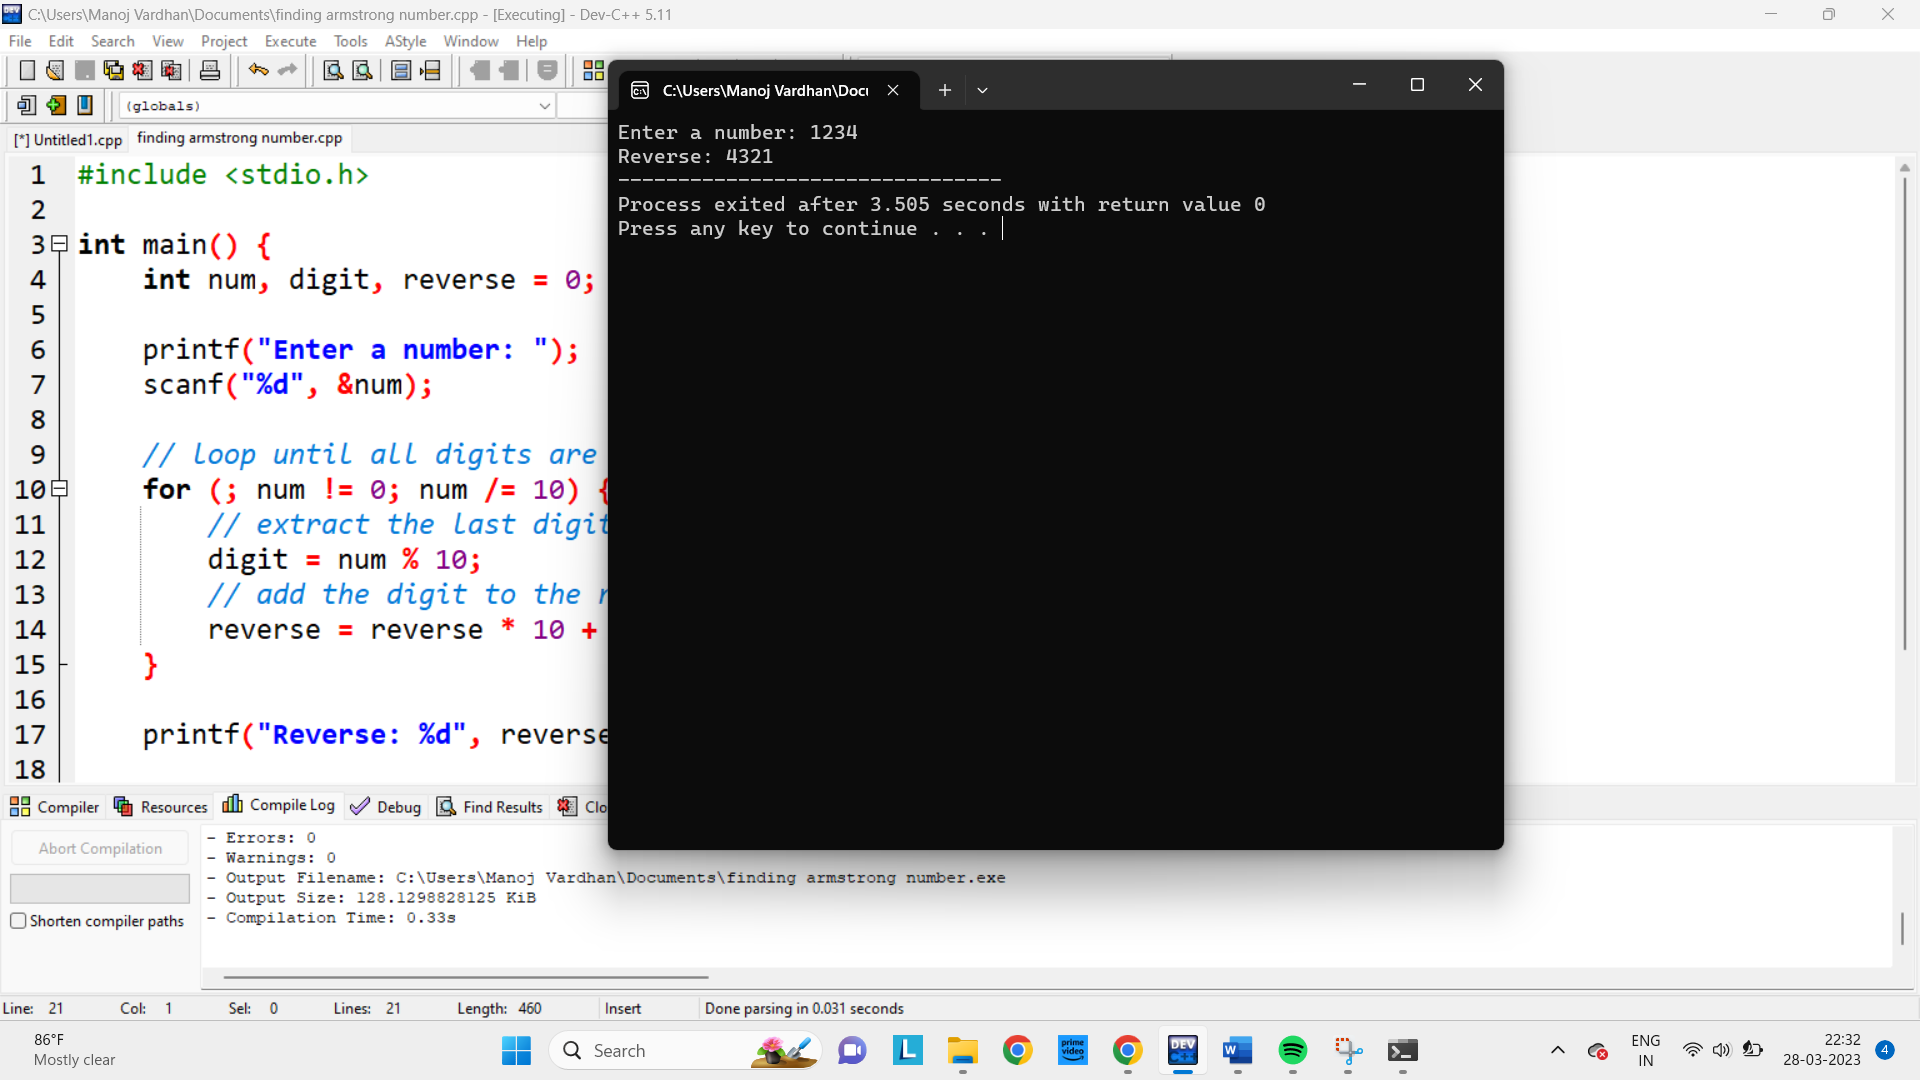 C:\Users\Manoj Vardhan\Documents\finding armstrong number.cpp - [Executing] - Dev-C++ 5.11
File Edit Search View Project Execute Tools AStyle Window Help
(globals)
[*] Untitled1.cpp finding armstrong number.cpp
1 #include <stdio.h>
2
3 int main() {
4 int num, digit, reverse = 0;
5
6 printf("Enter a number: ");
7 scanf("%d", &num);
8
9 // loop until all digits are
10 for (; num != 0; num /= 10) {
11 // extract the last digit
12 digit = num % 10;
13 // add the digit to the r
14 reverse = reverse * 10 +
15 }
16
17 printf("Reverse: %d", reverse
18
C:\Users\Manoj Vardhan\Docu
Enter a number: 1234
Reverse: 4321
--------------------------------
Process exited after 3.505 seconds with return value 0
Press any key to continue . . .
Compiler Resources Compile Log Debug Find Results Clo
Abort Compilation
Shorten compiler paths
- Errors: 0
- Warnings: 0
- Output Filename: C:\Users\Manoj Vardhan\Documents\finding armstrong number.exe
- Output Size: 128.1298828125 KiB
- Compilation Time: 0.33s
Line: 21 Col: 1 Sel: 0 Lines: 21 Length: 460 Insert Done parsing in 0.031 seconds
86°F
Mostly clear
Search
L
prime video
DEV C++
W
ENG
IN
22:32
28-03-2023
4